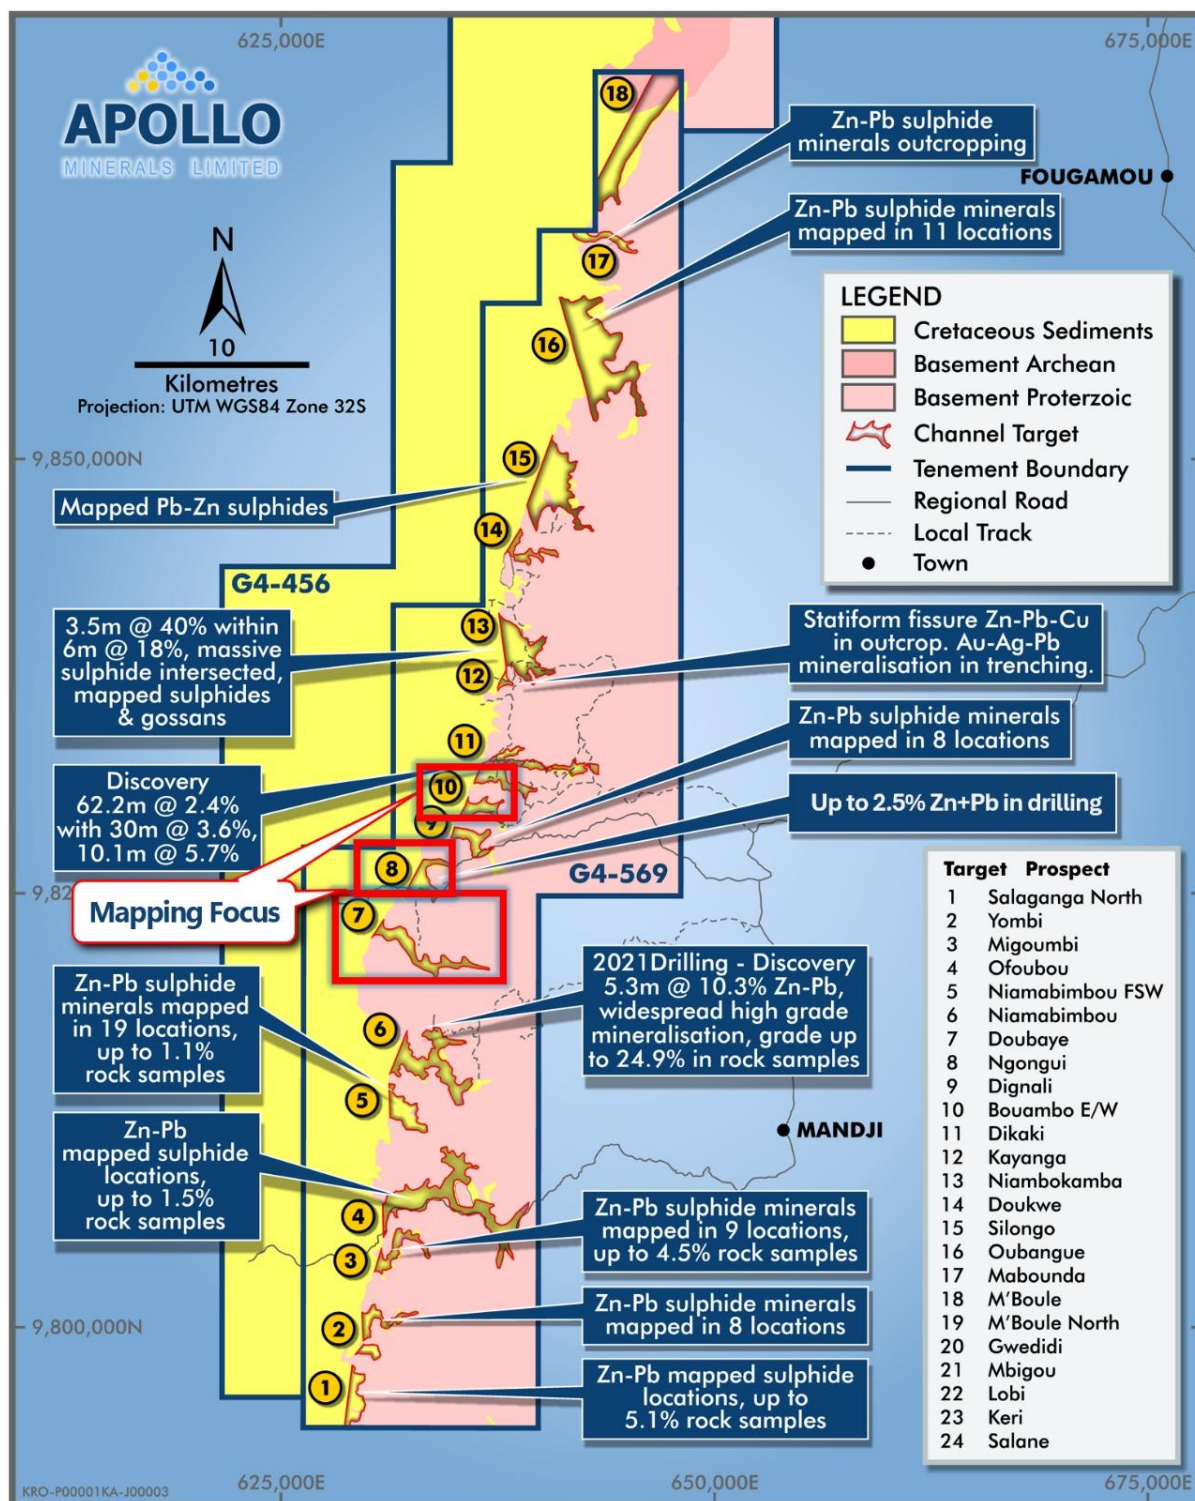 625,000E
675,000E
APOLLO
MINERALS LIMITED
18
Zn-Pb sulphide
minerals outcropping
FOUGAMOU
Zn-Pb sulphide minerals
mapped in 11 locations
N
17
10
Kilometres
Projection: UTM WGS84 Zone 32S
16
LEGEND
Cretaceous Sediments
Basement Archean
Basement Proterzoic
Channel Target
Tenement Boundary
Regional Road
Local Track
Town
9,850,000N
15
Mapped Pb-Zn sulphides
14
G4-456
3.5m @ 40% within
6m @ 18%, massive
sulphide intersected,
mapped sulphides
& gossans
13
12
Statiform fissure Zn-Pb-Cu
in outcrop. Au-Ag-Pb
mineralisation in trenching.
Zn-Pb sulphide minerals
mapped in 8 locations
11
Discovery
62.2m @ 2.4%
with 30m @ 3.6%,
10.1m @ 5.7%
10
Up to 2.5% Zn+Pb in drilling
9
8
G4-569
9,82
Mapping Focus
7
Target Prospect
1 Salaganga North
2 Yombi
3 Migoumbi
4 Ofoubou
5 Niamabimbou FSW
6 Niamabimbou
7 Doubaye
8 Ngongui
9 Dignali
10 Bouambo E/W
11 Dikaki
12 Kayanga
13 Niambokamba
14 Doukwe
15 Silongo
16 Oubangue
17 Mabounda
18 M'Boule
19 M'Boule North
20 Gwedidi
21 Mbigou
22 Lobi
23 Keri
24 Salane
2021Drilling - Discovery
5.3m @ 10.3% Zn-Pb,
widespread high grade
mineralisation, grade up
to 24.9% in rock samples
Zn-Pb sulphide
minerals mapped
in 19 locations,
up to 1.1%
rock samples
6
5
MANDJI
Zn-Pb
mapped sulphide
locations,
up to 1.5%
rock samples
4
3
Zn-Pb sulphide minerals
mapped in 9 locations,
up to 4.5% rock samples
Zn-Pb sulphide minerals
mapped in 8 locations
9,800,000N
2
1
Zn-Pb mapped sulphide
locations, up to
5.1% rock samples
KRO-P00001KA-J00003
625,000E
650,000E
675,000E